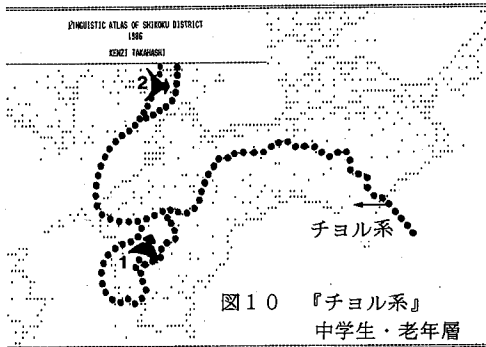 LINGUISTIC ATLAS OF SHIKOKU DISTRICT
1986
KENZI TAKAHASHI
2
チョル系
1
図10 『チョル系』
中学生・老年層